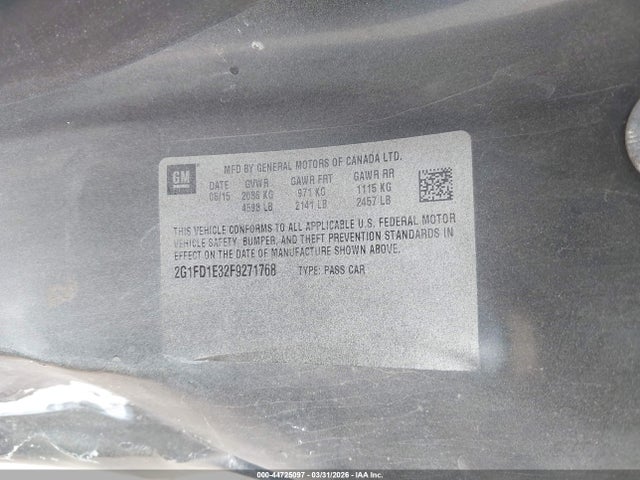 GM
MFD BY GENERAL MOTORS OF CANADA LTD.
DATE GVWR GAWR FRT GAWR RR
06/15 2086 KG 971 KG 1115 KG
4598 LB 2141 LB 2457 LB
THIS VEHICLE CONFORMS TO ALL APPLICABLE U.S. FEDERAL MOTOR
VEHICLE SAFETY, BUMPER, AND THEFT PREVENTION STANDARDS IN
EFFECT ON THE DATE OF MANUFACTURE SHOWN ABOVE.
2G1FD1E32F9271768 TYPE: PASS CAR
000-44725097 - 03/31/2026 - IAA Inc.